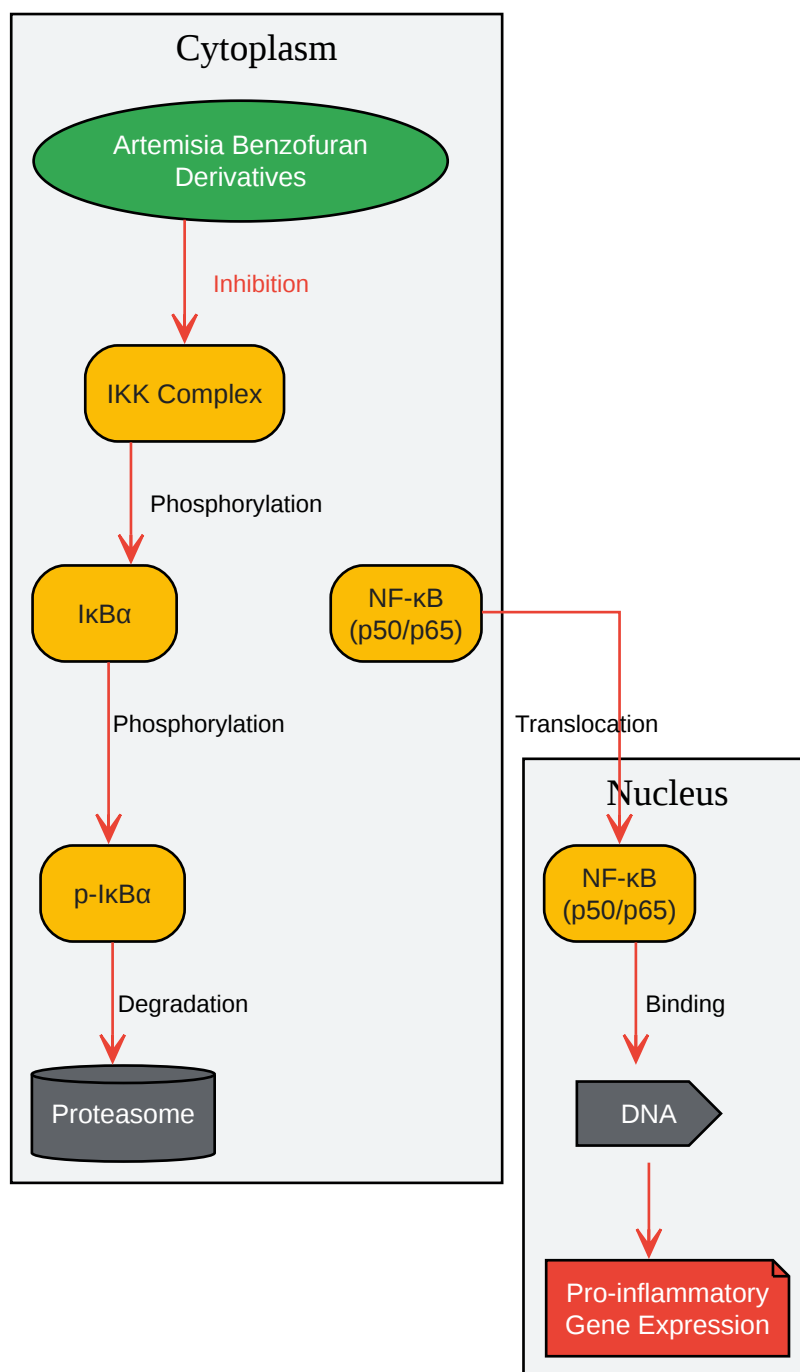 Cytoplasm
Artemisia Benzofuran
Derivatives
Inhibition
IKK Complex
Phosphorylation
IκBα
NF-κB
(p50/p65)
Phosphorylation
Translocation
Nucleus
p-IκBα
NF-κB
(p50/p65)
Degradation
Binding
Proteasome
DNA
Pro-inflammatory
Gene Expression